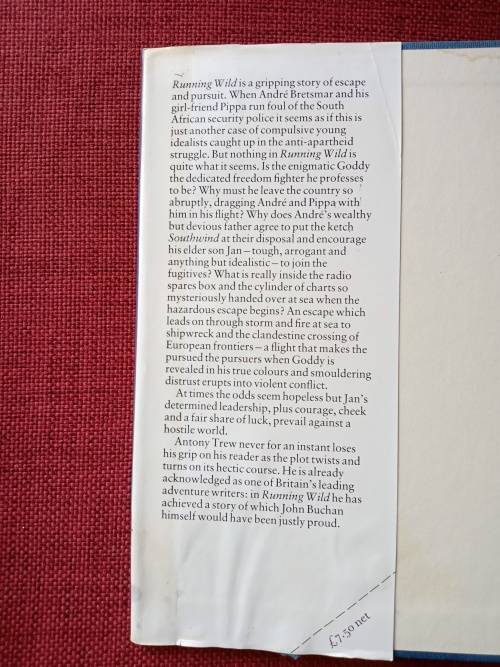 Running Wild is a gripping story of escape
and pursuit. When André Bretsmar and his
girl-friend Pippa run foul of the South
African security police it seems as if this is
just another case of compulsive young
idealists caught up in the anti-apartheid
struggle. But nothing in Running Wild is
quite what it seems. Is the enigmatic Goddy
the dedicated freedom fighter he professes
to be? Why must he leave the country so
abruptly, dragging André and Pippa with
him in his flight? Why does André's wealthy
but devious father agree to put the ketch
Southwind at their disposal and encourage
his elder son Jan – tough, arrogant and
anything but idealistic – to join the
fugitives? What is really inside the radio
spares box and the cylinder of charts so
mysteriously handed over at sea when the
hazardous escape begins? An escape which
leads on through storm and fire at sea to
shipwreck and the clandestine crossing of
European frontiers – a flight that makes the
pursued the pursuers when Goddy is
revealed in his true colours and smouldering
distrust erupts into violent conflict.
At times the odds seem hopeless but Jan's
determined leadership, plus courage, cheek
and a fair share of luck, prevail against a
hostile world.
Antony Trew never for an instant loses
his grip on his reader as the plot twists and
turns on its hectic course. He is already
acknowledged as one of Britain's leading
adventure writers: in Running Wild he has
achieved a story of which John Buchan
himself would have been justly proud.
£7.50 net